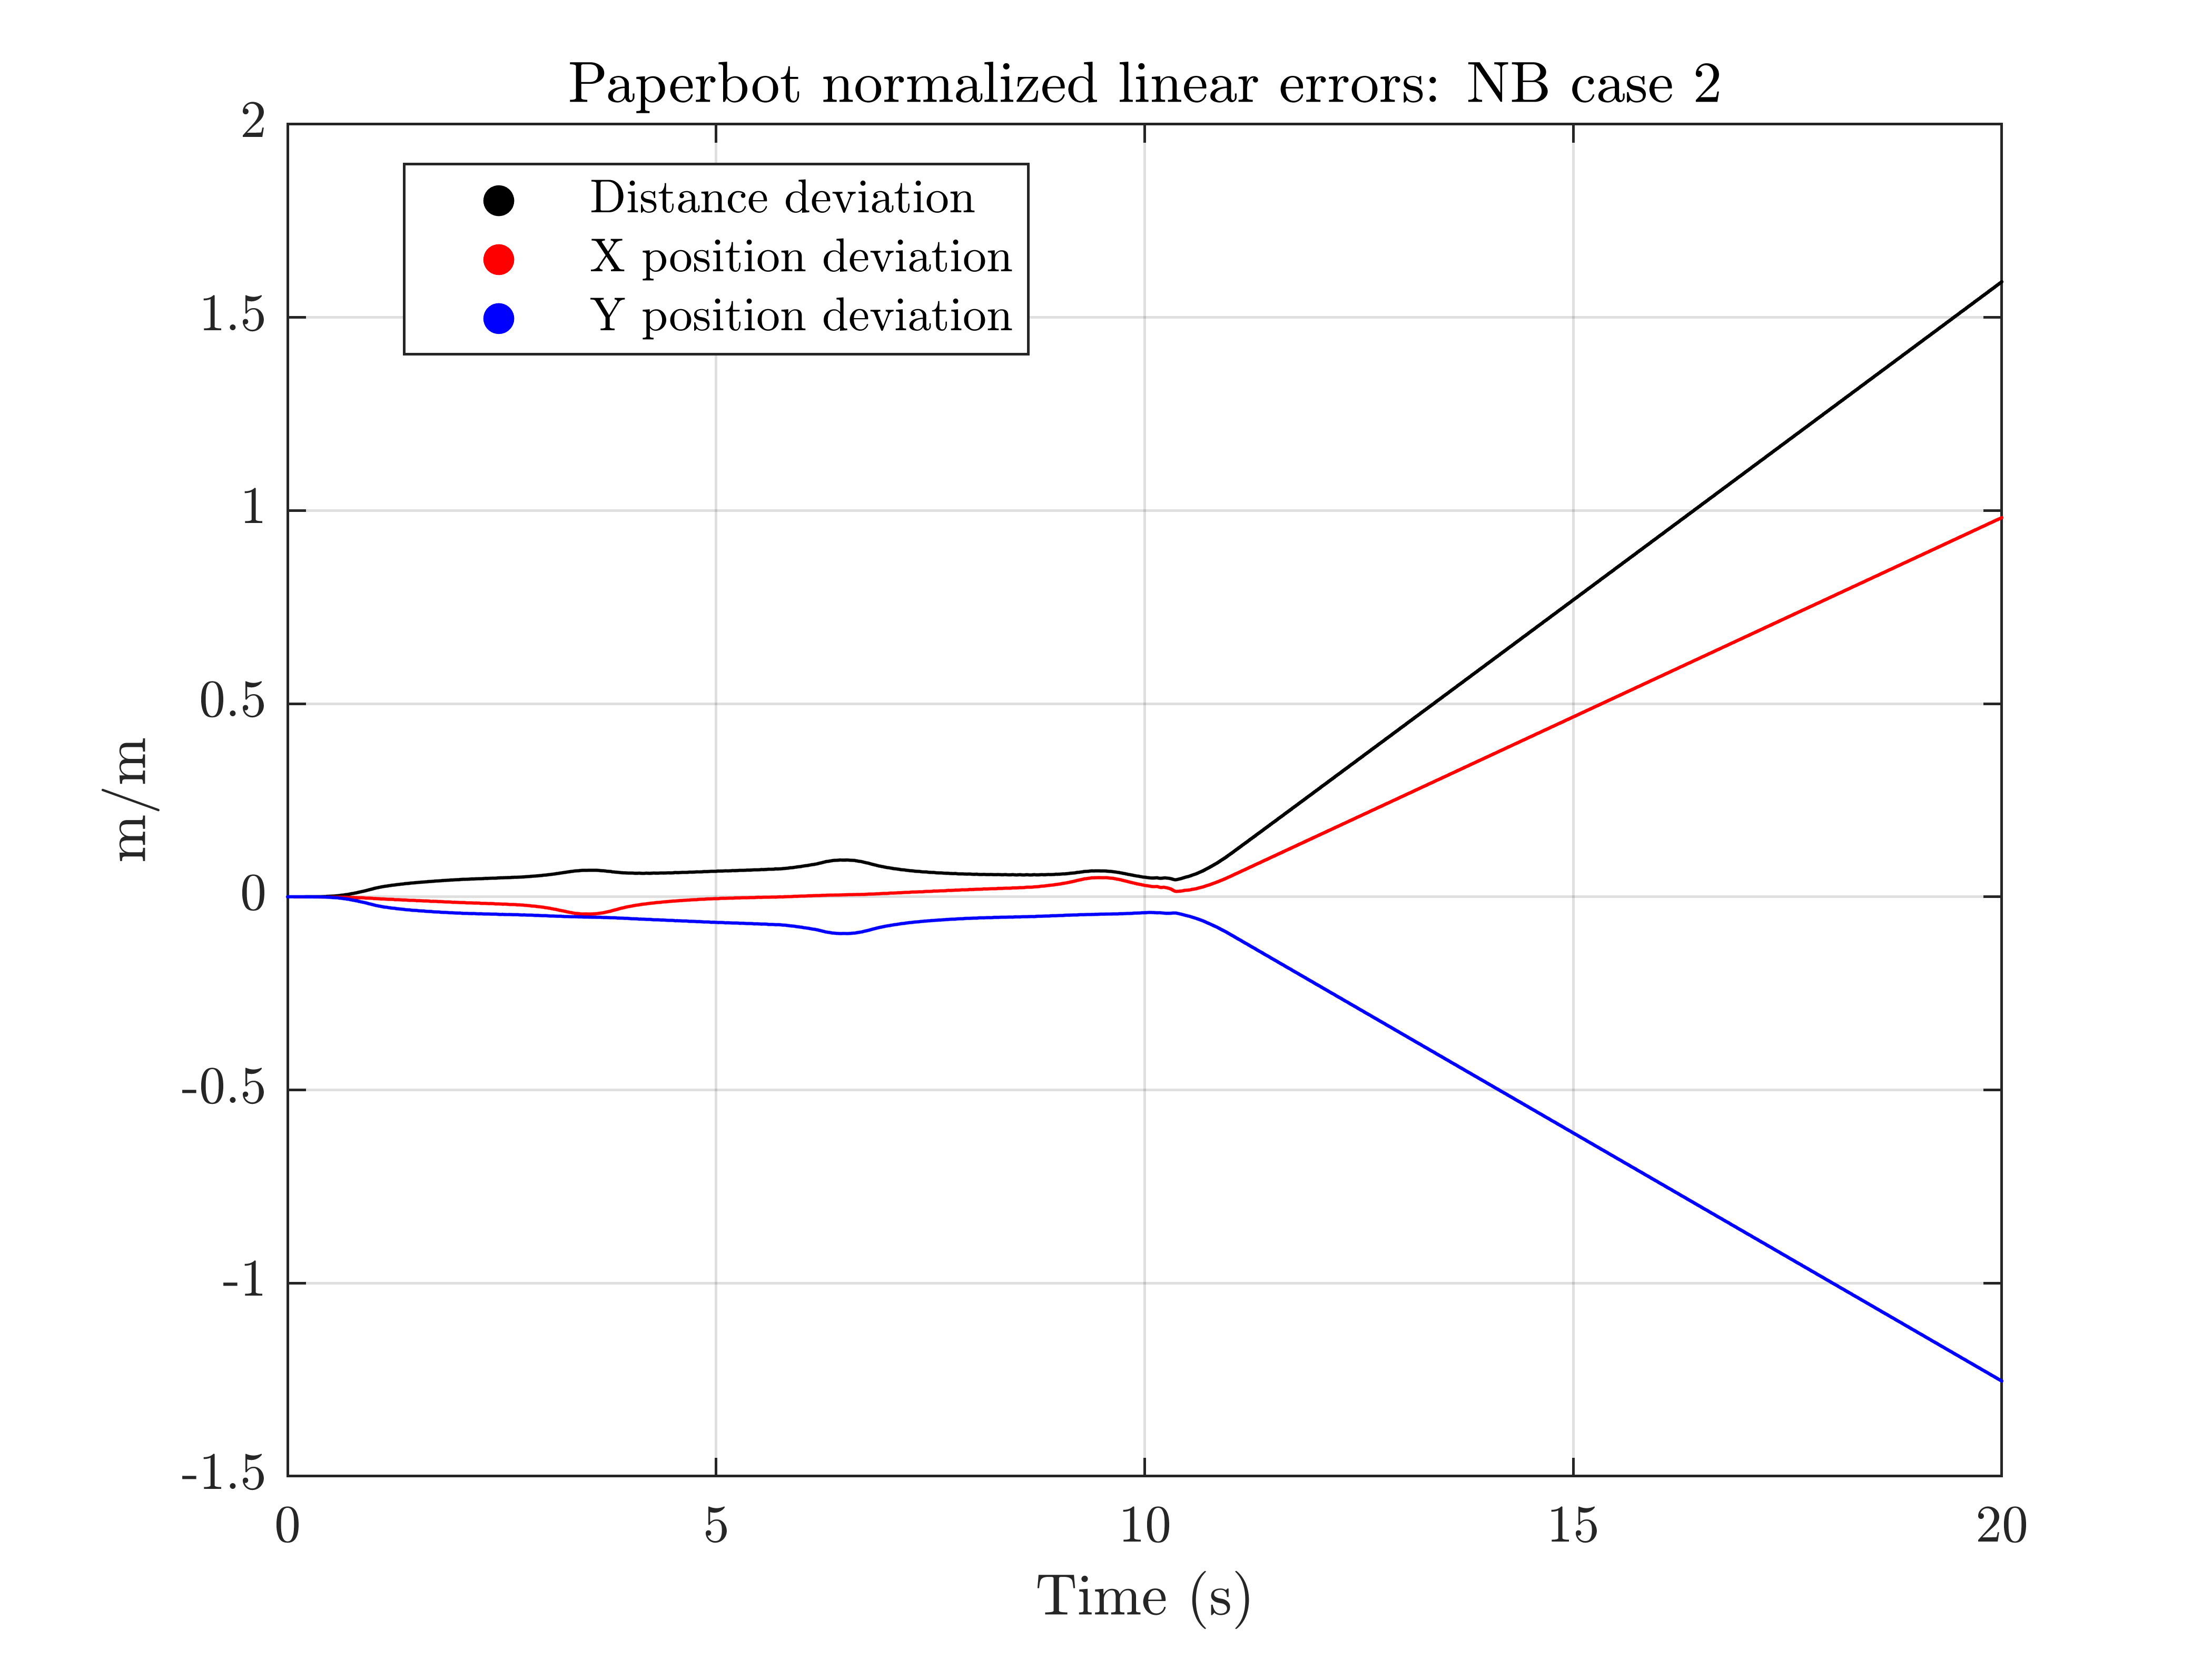 Paperbot normalized linear errors: NB case 2
Distance deviation
X position deviation
Y position deviation
2
1.5
1
0.5
0
-0.5
-1
-1.5
m/m
0 5 10 15 20
Time (s)